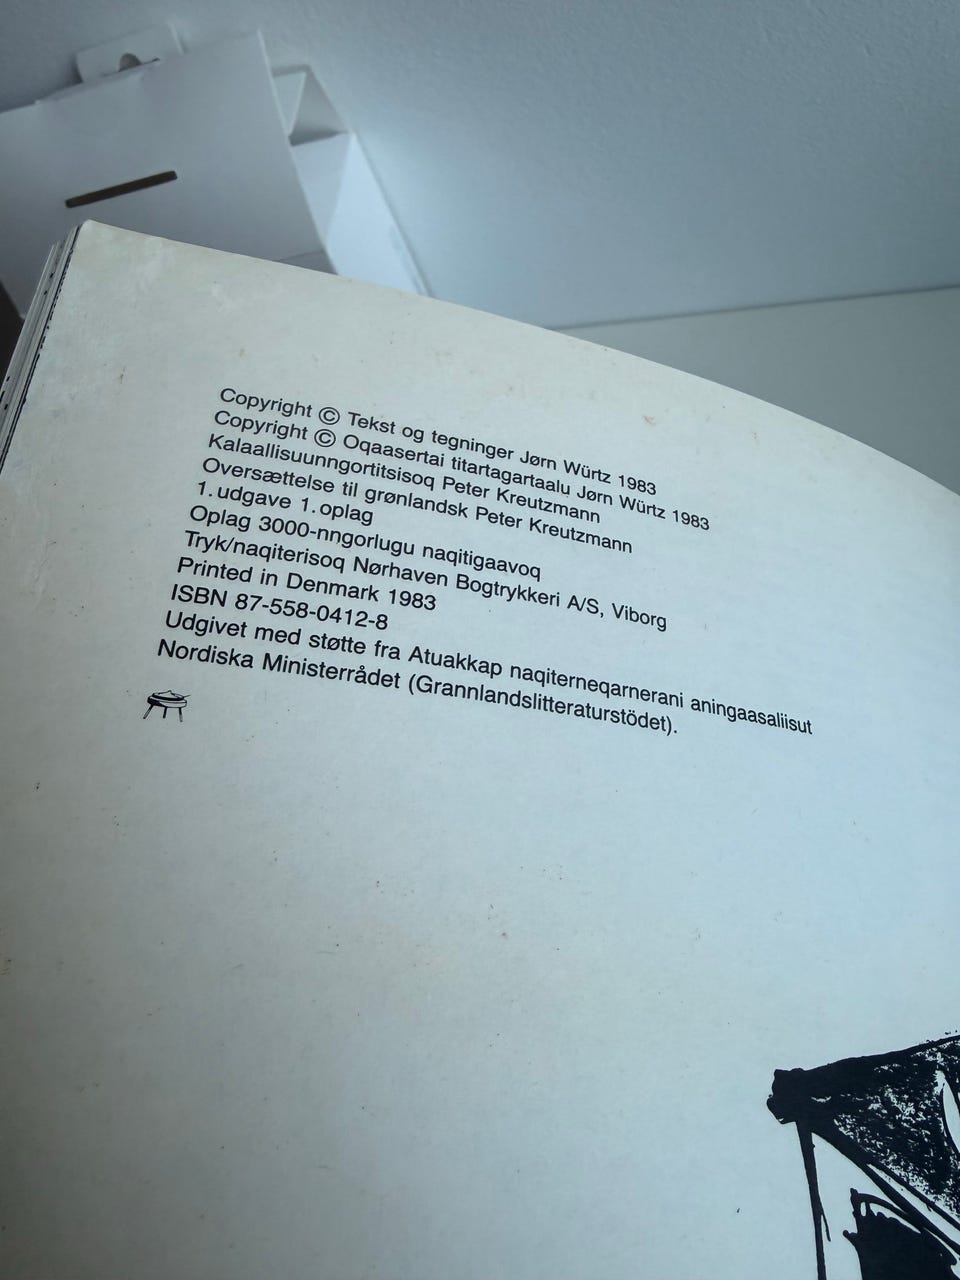 Copyright © Tekst og tegninger Jørn Würtz 1983
Copyright © Oqaasertai titartagartaalu Jørn Würtz 1983
Kalaallisuunngortitsisoq Peter Kreutzmann
Oversættelse til grønlandsk Peter Kreutzmann
1. udgave 1. oplag
Oplag 3000-nngorlugu naqitigaavoq
Tryk/naqiterisoq Nørhaven Bogtrykkeri A/S, Viborg
Printed in Denmark 1983
ISBN 87-558-0412-8
Udgivet med støtte fra Atuakkap naqiterneqarnerani aningaasaliisut
Nordiska Ministerrådet (Grannlandslitteraturstödet).